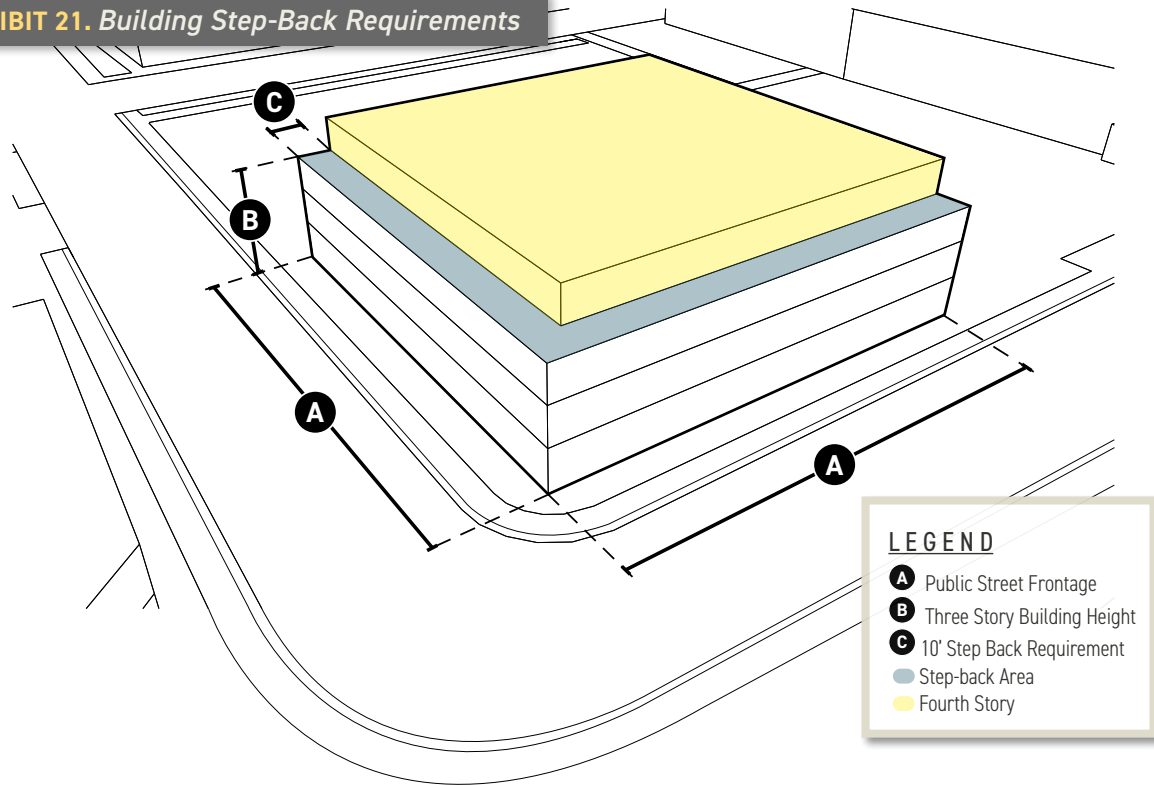 IBIT 21. Building Step-Back Requirements
C
B
A
A
LEGEND
A Public Street Frontage
B Three Story Building Height
C 10' Step Back Requirement
Step-back Area
Fourth Story